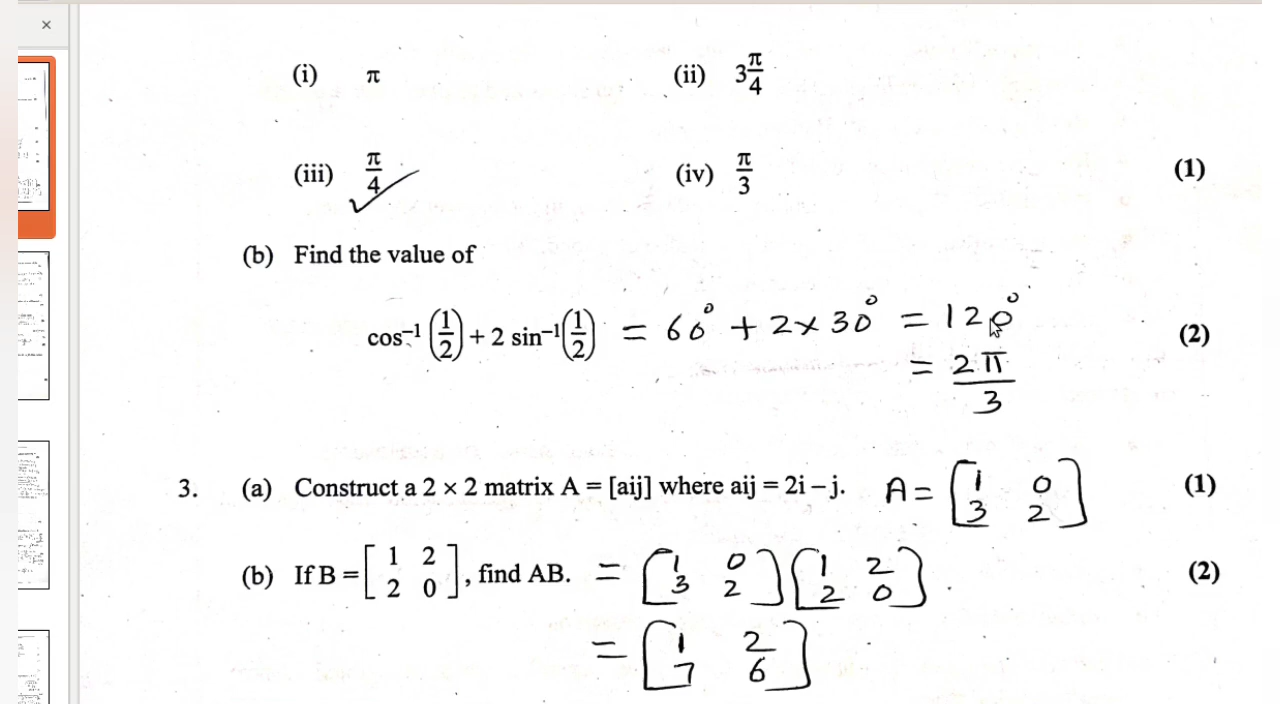 ×
(i) π (ii) 3π/4
(iii) π/4 ✓ (iv) π/3 (1)
(b) Find the value of
cos⁻¹(1/2) + 2 sin⁻¹(1/2) = 60° + 2×30° = 120° (2)
= 2π/3
3. (a) Construct a 2 × 2 matrix A = [aij] where aij = 2i – j. A = [1 0; 3 2] (1)
(b) If B = [1 2; 2 0], find AB. = [1 0; 3 2] [1 2; 2 0] (2)
= [1 2; 7 6]